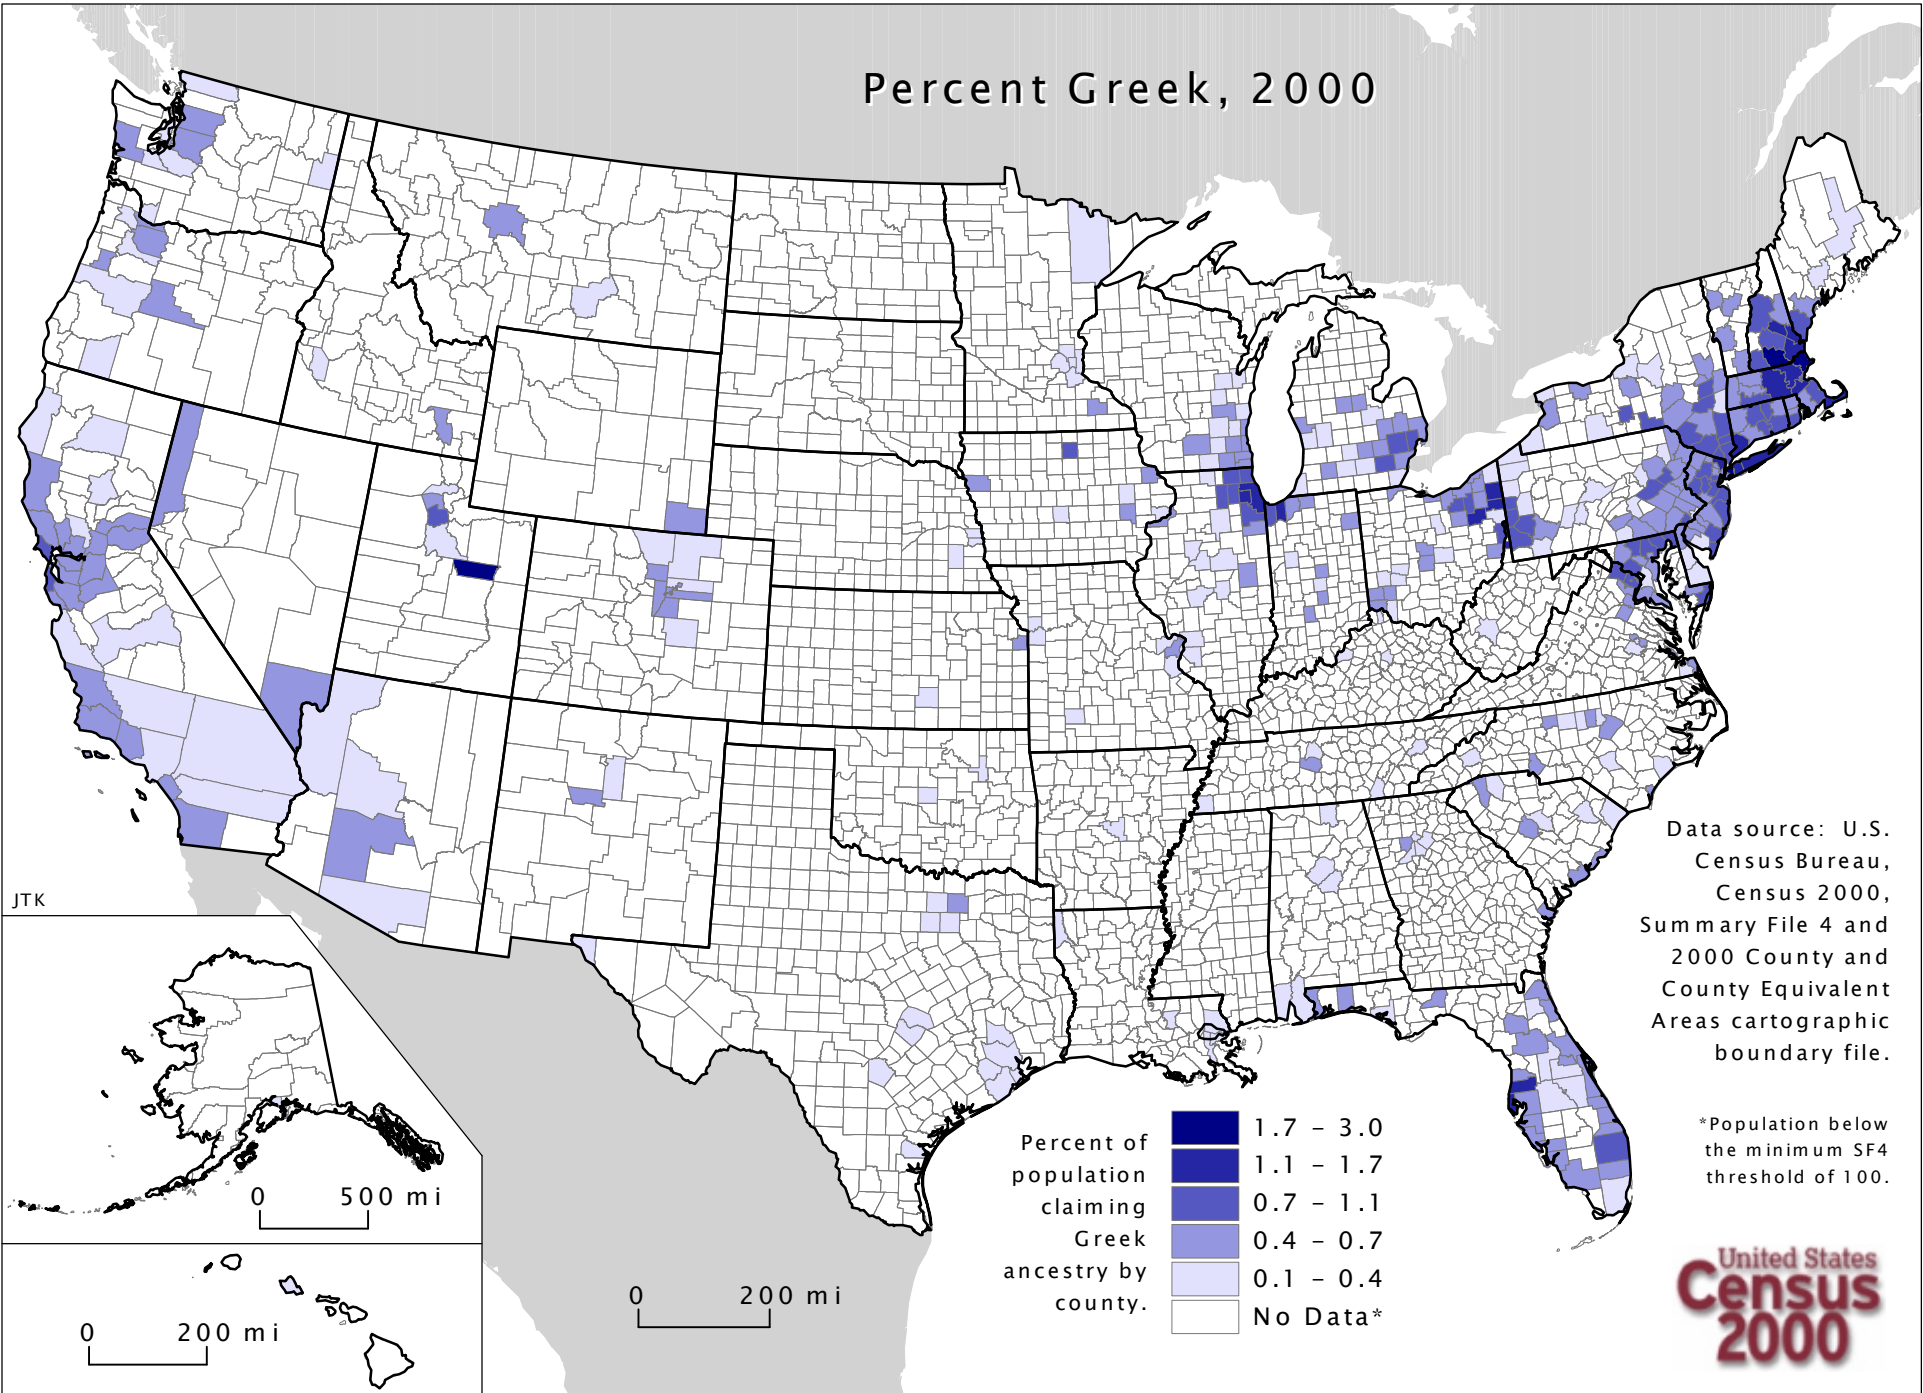 Percent Greek, 2000
Data source: U.S.
Census Bureau,
Census 2000,
Summary File 4 and
2000 County and
County Equivalent
Areas cartographic
boundary file.
*Population below
the minimum SF4
threshold of 100.
JTK
0 500 mi
0 200 mi
0 200 mi
Percent of
population
claiming
Greek
ancestry by
county.
1.7 – 3.0
1.1 – 1.7
0.7 – 1.1
0.4 – 0.7
0.1 – 0.4
No Data*
United States
Census
2000